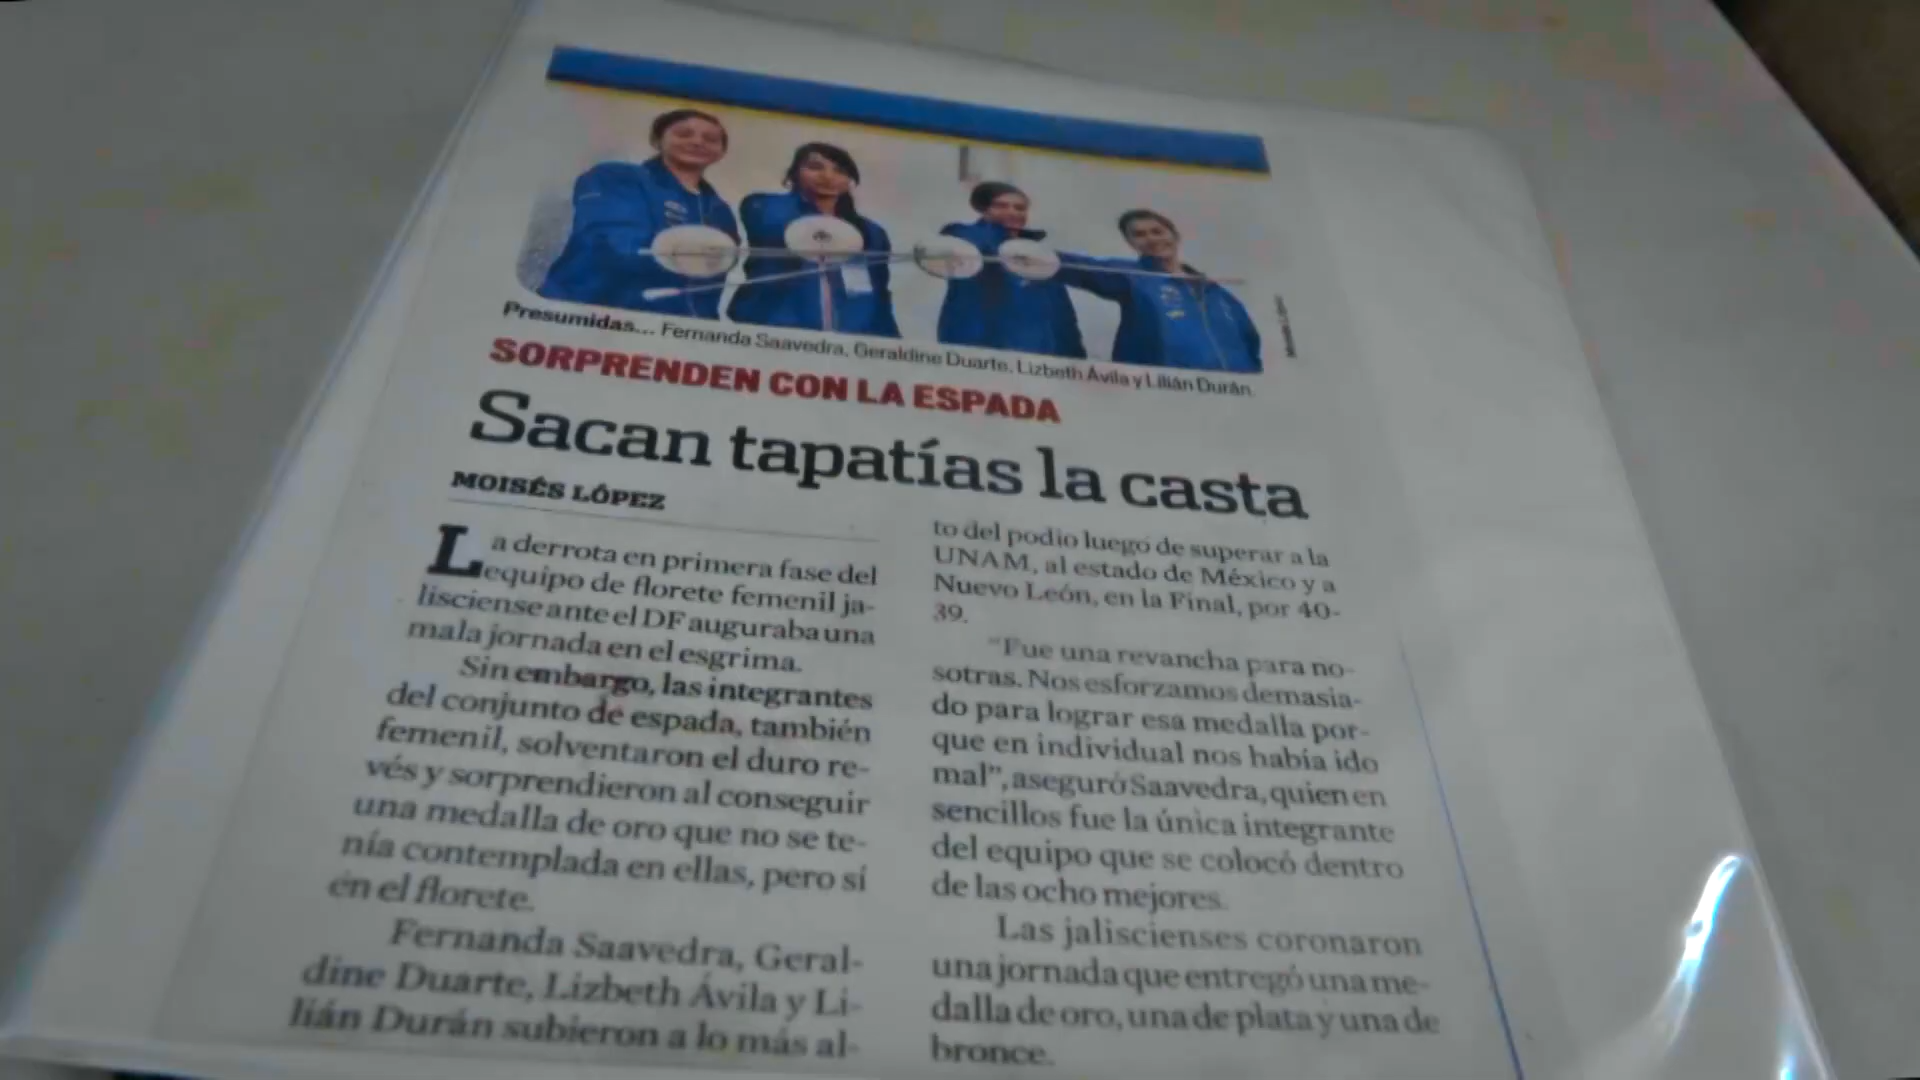 Presumidas... Fernanda Saavedra, Geraldine Duarte, Lizbeth Ávila y Lilián Durán.
SORPRENDEN CON LA ESPADA
Sacan tapatías la casta
MOISÉS LÓPEZ
La derrota en primera fase del
equipo de florete femenil ja-
lisciense ante el DF auguraba una
mala jornada en el esgrima.
Sin embargo, las integrantes
del conjunto de espada, también
femenil, solventaron el duro re-
vés y sorprendieron al conseguir
una medalla de oro que no se te-
nía contemplada en ellas, pero sí
en el florete.
Fernanda Saavedra, Geral-
dine Duarte, Lizbeth Ávila y Li-
lián Durán subieron a lo más al-
to del podio luego de superar a la
UNAM, al estado de México y a
Nuevo León, en la Final, por 40-
39.
"Fue una revancha para no-
sotras. Nos esforzamos demasia-
do para lograr esa medalla por-
que en individual nos había ido
mal", aseguró Saavedra, quien en
sencillos fue la única integrante
del equipo que se colocó dentro
de las ocho mejores.
Las jaliscienses coronaron
una jornada que entregó una me-
dalla de oro, una de plata y una de
bronce.